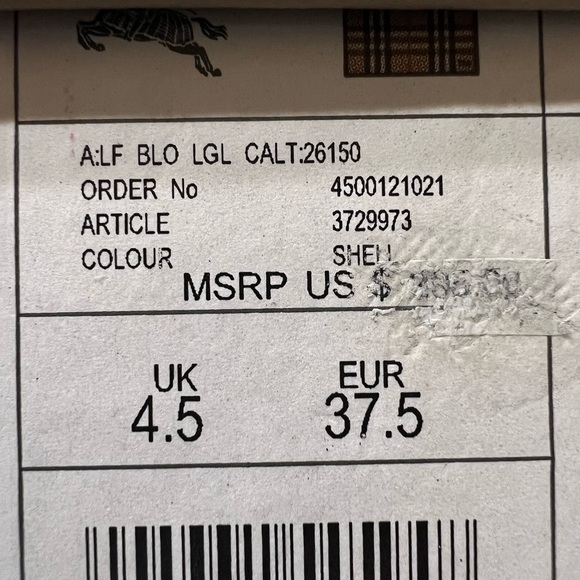 A:LF BLO LGL CALT:26150
ORDER No 4500121021
ARTICLE 3729973
COLOUR SHELL
MSRP US $
UK EUR
4.5 37.5